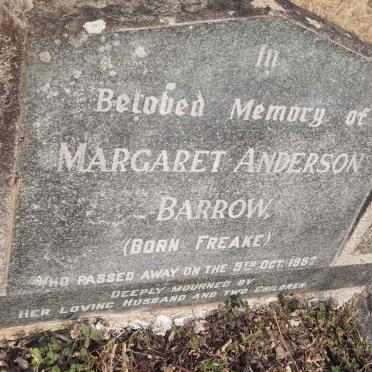 In
Beloved Memory of
MARGARET ANDERSON
BARROW.
(BORN FREAKE)
WHO PASSED AWAY ON THE 9TH OCT. 1957.
DEEPLY MOURNED BY
HER LOVING HUSBAND AND TWO CHILDREN.